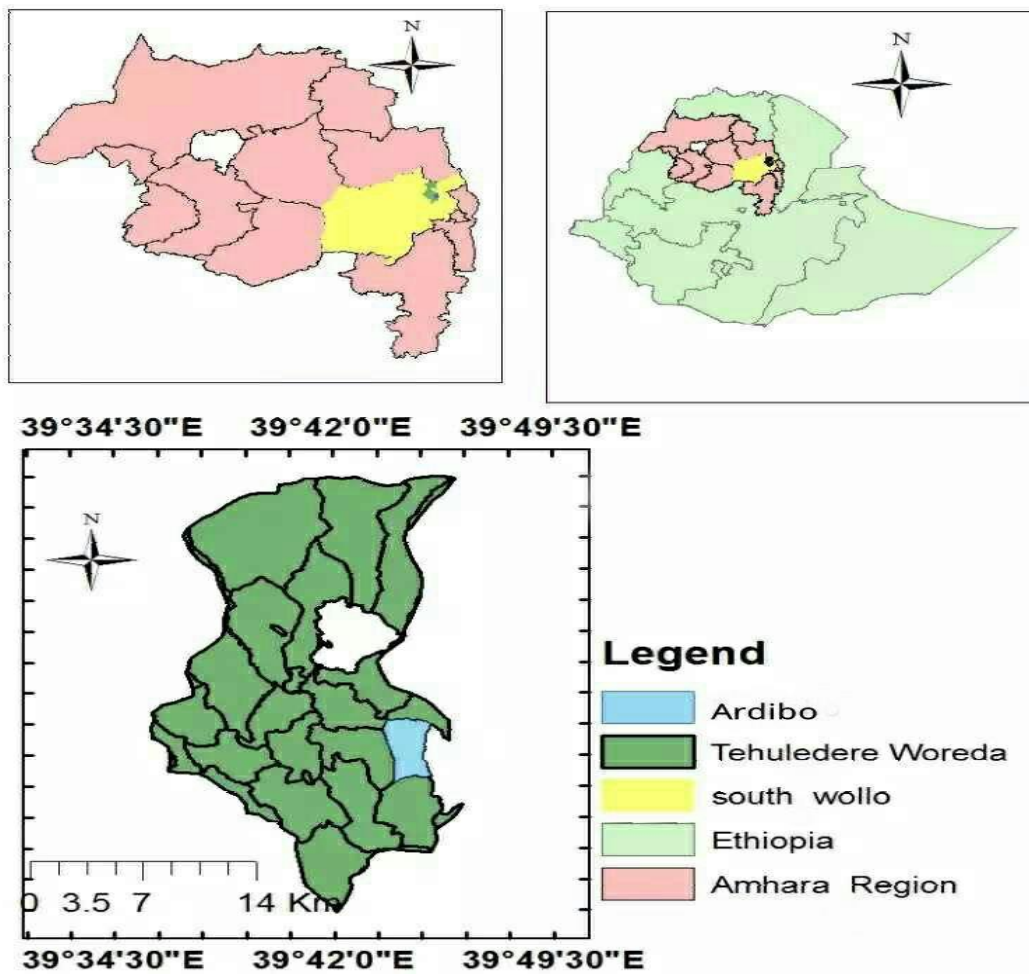 N
N
39°34'30"E 39°42'0"E 39°49'30"E
N
Legend
Ardibo
Tehuledere Woreda
south wollo
Ethiopia
Amhara Region
0 3.5 7 14 Km
39°34'30"E 39°42'0"E 39°49'30"E